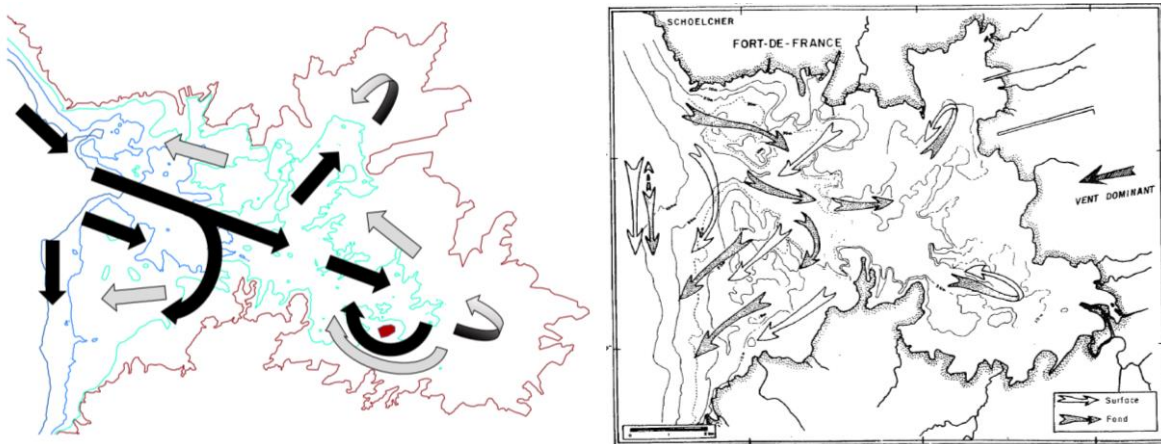 SCHOELCHER
FORT-DE-FRANCE
VENT DOMINANT
Surface
Fond